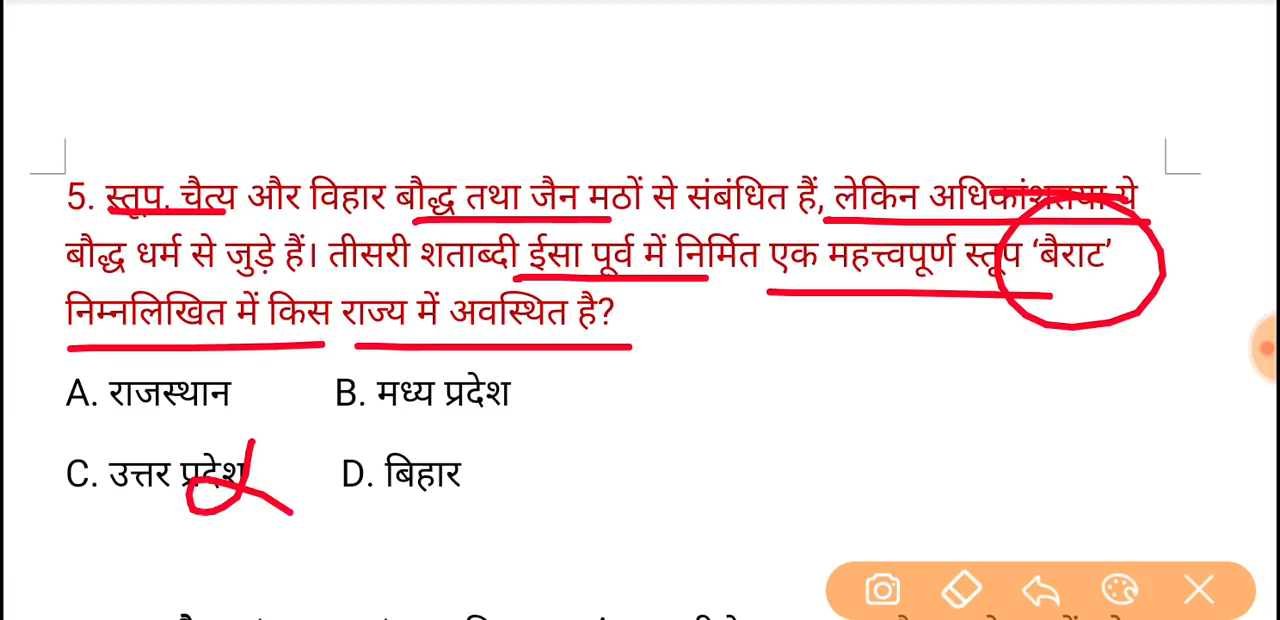 5. स्तूप. चैत्य और विहार बौद्ध तथा जैन मठों से संबंधित हैं, लेकिन अधिकांशतया ये
बौद्ध धर्म से जुड़े हैं। तीसरी शताब्दी ईसा पूर्व में निर्मित एक महत्त्वपूर्ण स्तूप ‘बैराट’
निम्नलिखित में किस राज्य में अवस्थित है?
A. राजस्थान B. मध्य प्रदेश
C. उत्तर प्रदेश D. बिहार